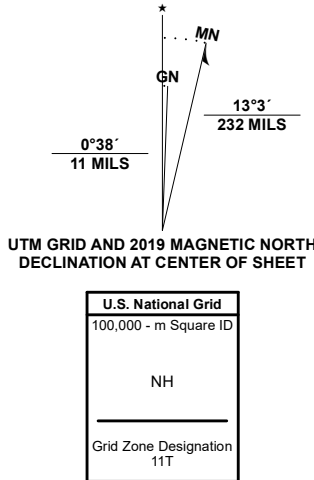 ★
MN
GN
0°38´
11 MILS
13°3´
232 MILS
UTM GRID AND 2019 MAGNETIC NORTH
DECLINATION AT CENTER OF SHEET
U.S. National Grid
100,000 - m Square ID
NH
Grid Zone Designation
11T